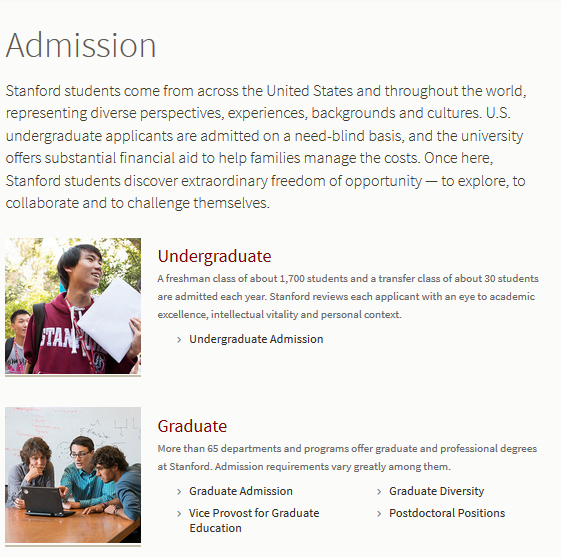 Admission
Stanford students come from across the United States and throughout the world,
representing diverse perspectives, experiences, backgrounds and cultures. U.S.
undergraduate applicants are admitted on a need-blind basis, and the university
offers substantial financial aid to help families manage the costs. Once here,
Stanford students discover extraordinary freedom of opportunity — to explore, to
collaborate and to challenge themselves.
STANFO
Undergraduate
A freshman class of about 1,700 students and a transfer class of about 30 students
are admitted each year. Stanford reviews each applicant with an eye to academic
excellence, intellectual vitality and personal context.
› Undergraduate Admission
Graduate
More than 65 departments and programs offer graduate and professional degrees
at Stanford. Admission requirements vary greatly among them.
› Graduate Admission
› Vice Provost for Graduate
Education
› Graduate Diversity
› Postdoctoral Positions